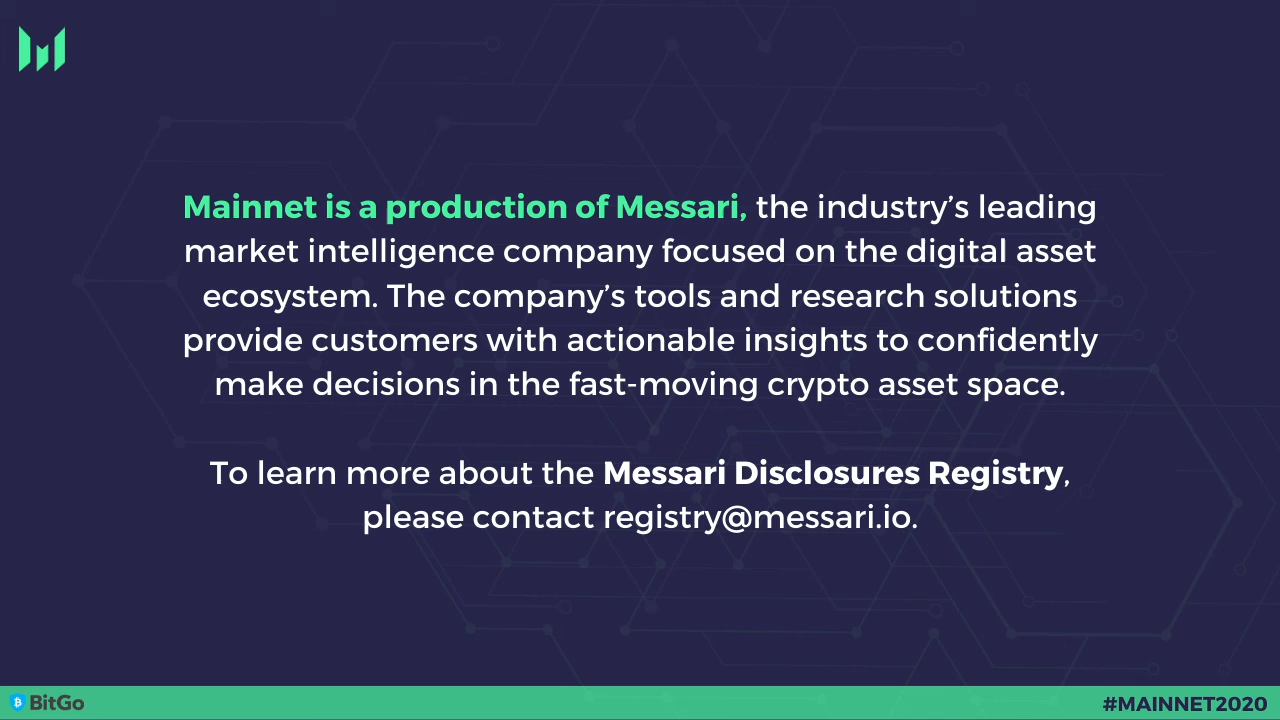 Mainnet is a production of Messari, the industry’s leading
market intelligence company focused on the digital asset
ecosystem. The company’s tools and research solutions
provide customers with actionable insights to confidently
make decisions in the fast-moving crypto asset space.
To learn more about the Messari Disclosures Registry,
please contact registry@messari.io.
BitGo
#MAINNET2020